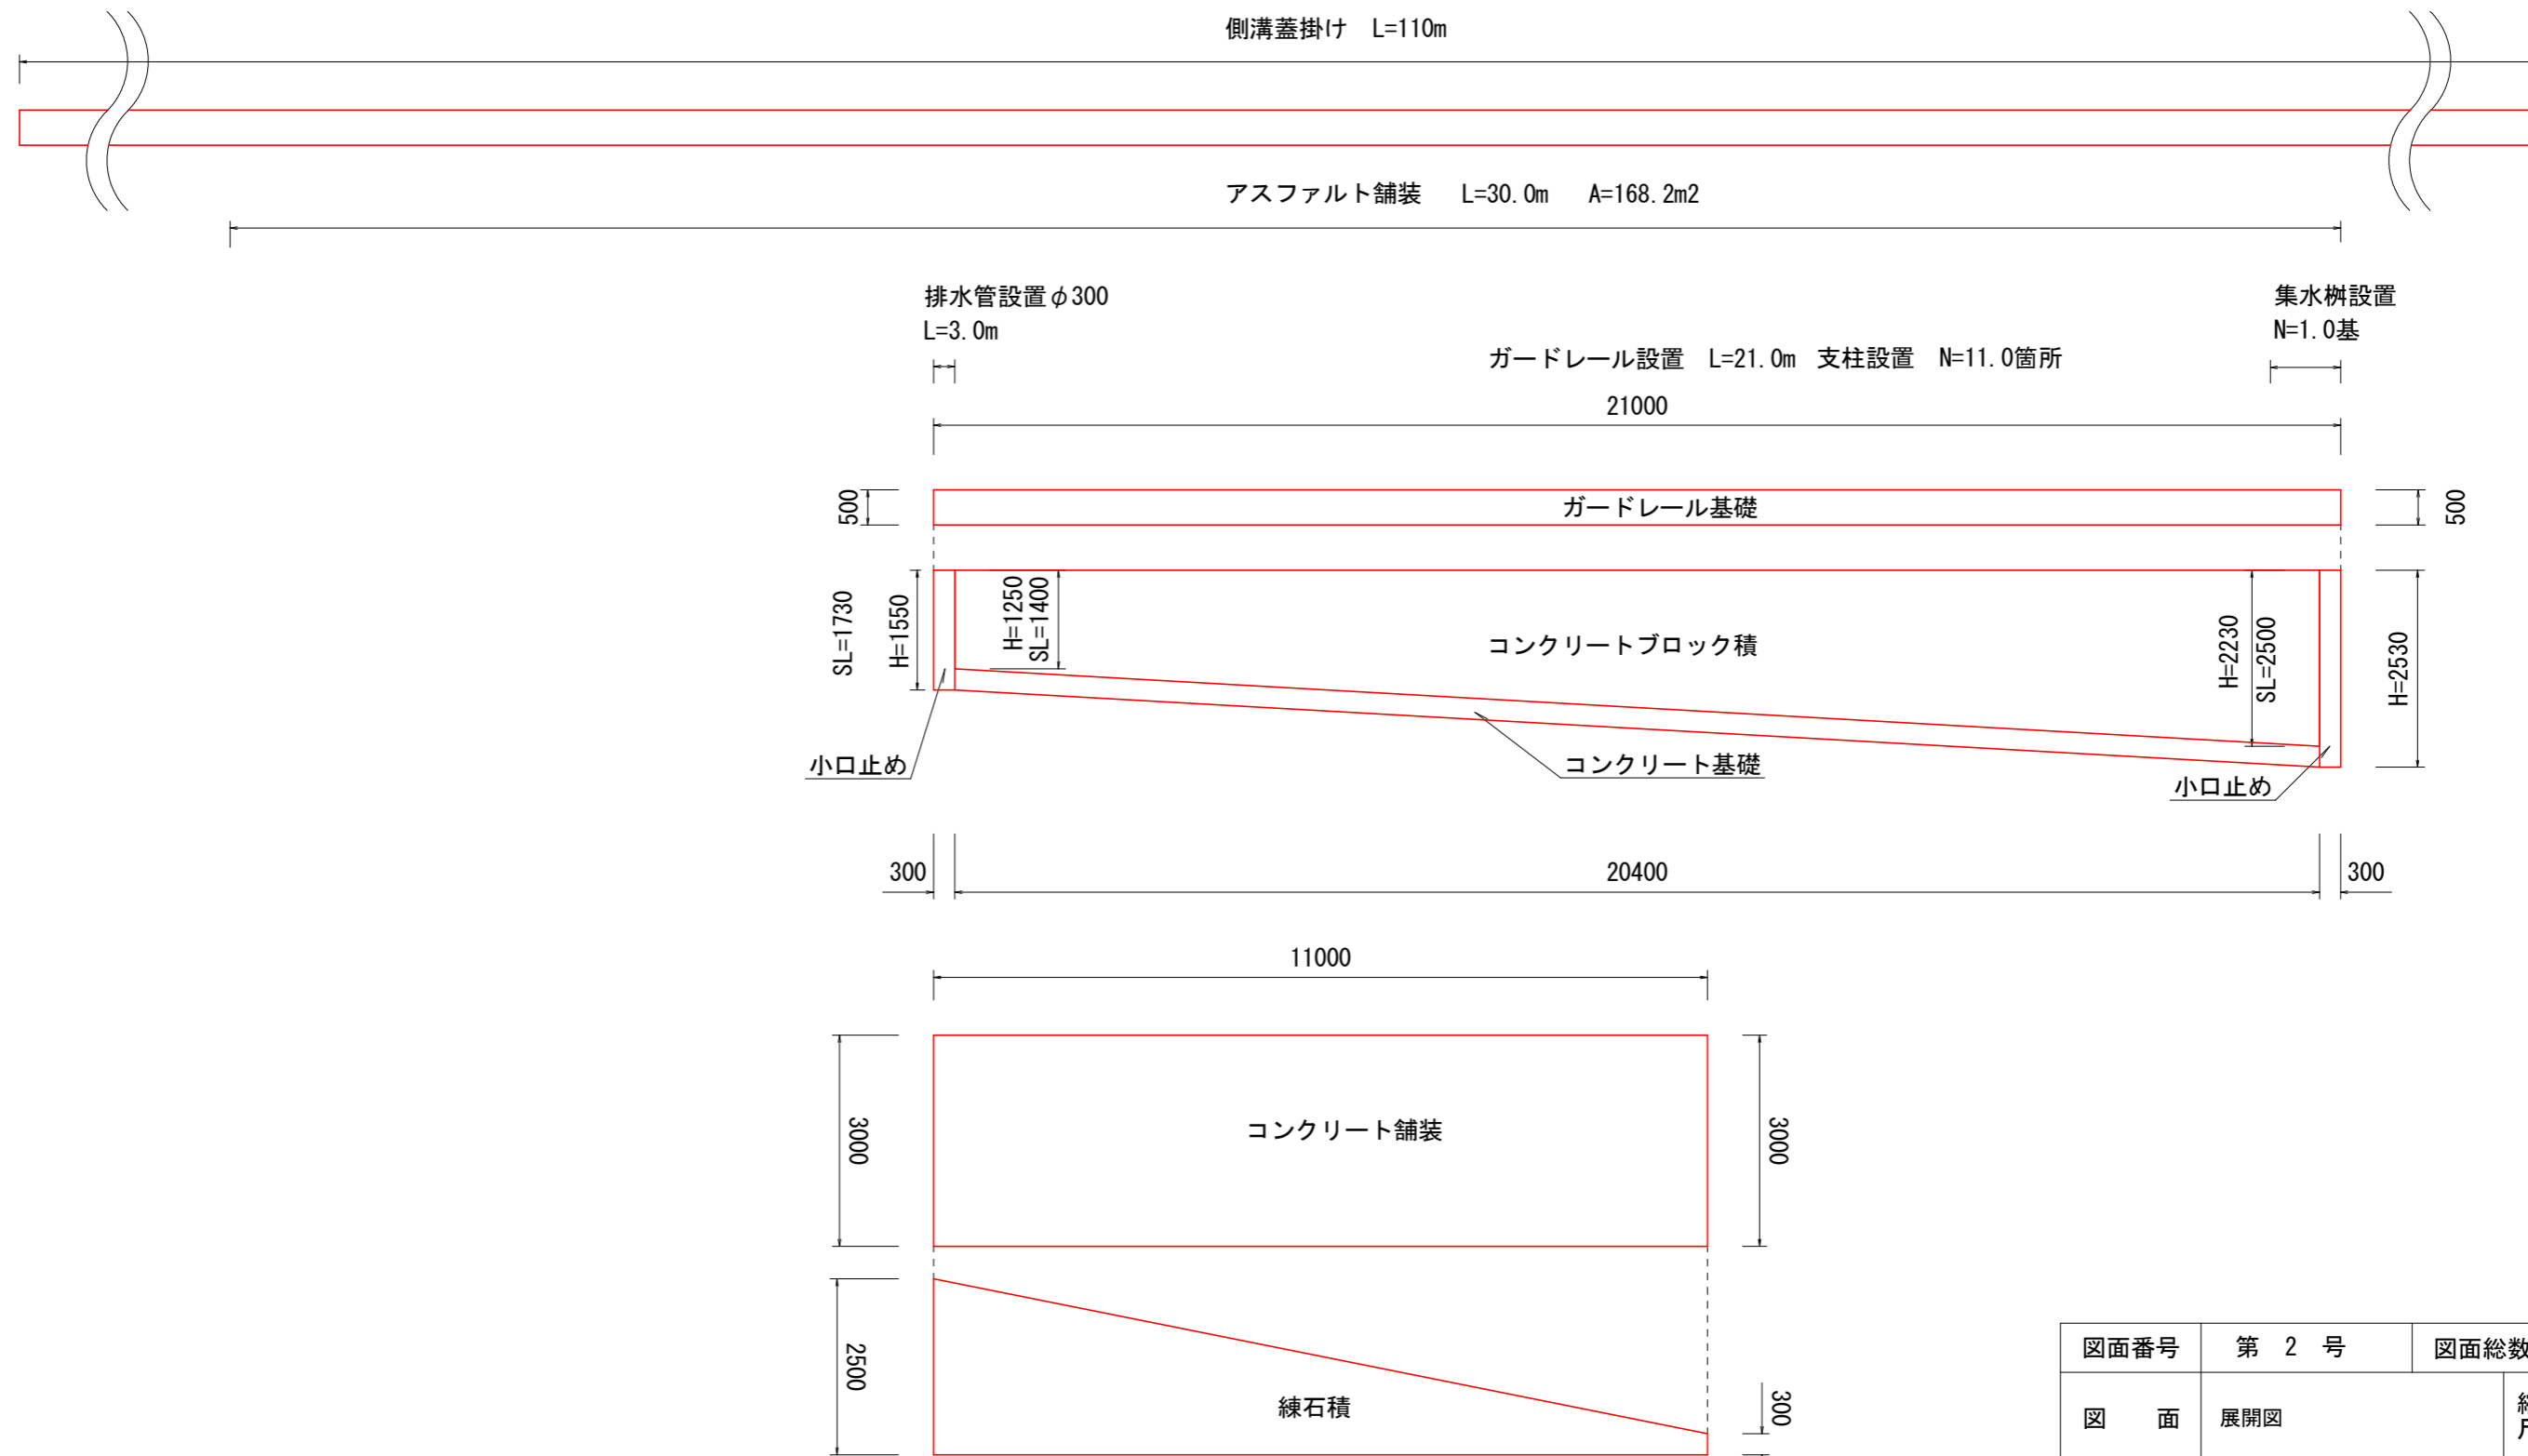 側溝蓋掛け L=110m
アスファルト舗装 L=30.0m A=168.2m2
排水管設置φ300
L=3.0m
集水桝設置
N=1.0基
ガードレール設置 L=21.0m 支柱設置 N=11.0箇所
21000
500
ガードレール基礎
500
SL=1730
H=1550
H=1250
SL=1400
コンクリートブロック積
H=2230
SL=2500
H=2530
小口止め
コンクリート基礎
小口止め
300
20400
300
11000
3000
コンクリート舗装
3000
2500
練石積
300
図面番号 第 2 号 図面総数
図 面 展開図